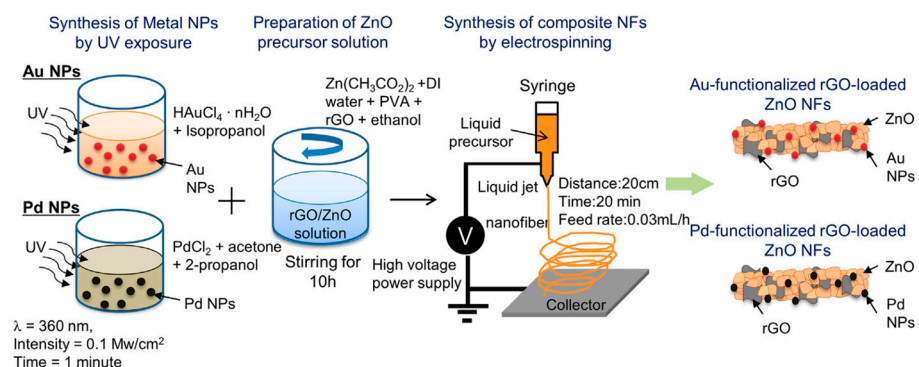 Synthesis of Metal NPs
by UV exposure
Preparation of ZnO
precursor solution
Synthesis of composite NFs
by electrospinning
Au NPs
UV
HAuCl₄ · nH₂O
+ Isopropanol
Au
NPs
Pd NPs
UV
PdCl₂ + acetone
+ 2-propanol
Pd NPs
λ = 360 nm,
Intensity = 0.1 Mw/cm²
Time = 1 minute
Zn(CH₃CO₂)₂ +DI
water + PVA +
rGO + ethanol
rGO/ZnO
solution
Stirring for
10h
Syringe
Liquid
precursor
Liquid jet
nanofiber
Distance:20cm
Time:20 min
Feed rate:0.03mL/h
V
High voltage
power supply
Collector
Au-functionalized rGO-loaded
ZnO NFs
ZnO
Au
NPs
rGO
Pd-functionalized rGO-loaded
ZnO NFs
ZnO
Pd
NPs
rGO